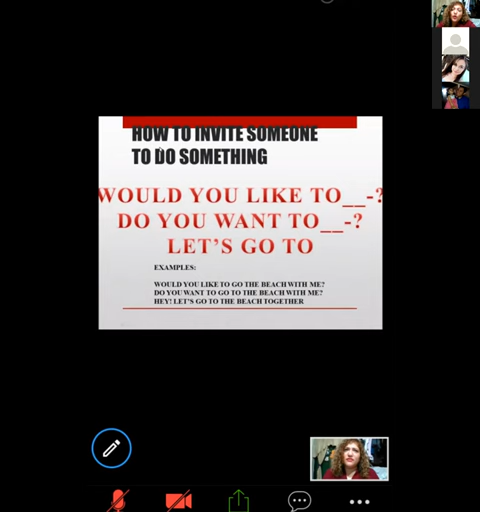 HOW TO INVITE SOMEONE
TO DO SOMETHING
WOULD YOU LIKE TO__-?
DO YOU WANT TO__-?
LET'S GO TO
EXAMPLES:
WOULD YOU LIKE TO GO THE BEACH WITH ME?
DO YOU WANT TO GO TO THE BEACH WITH ME?
HEY! LET'S GO TO THE BEACH TOGETHER